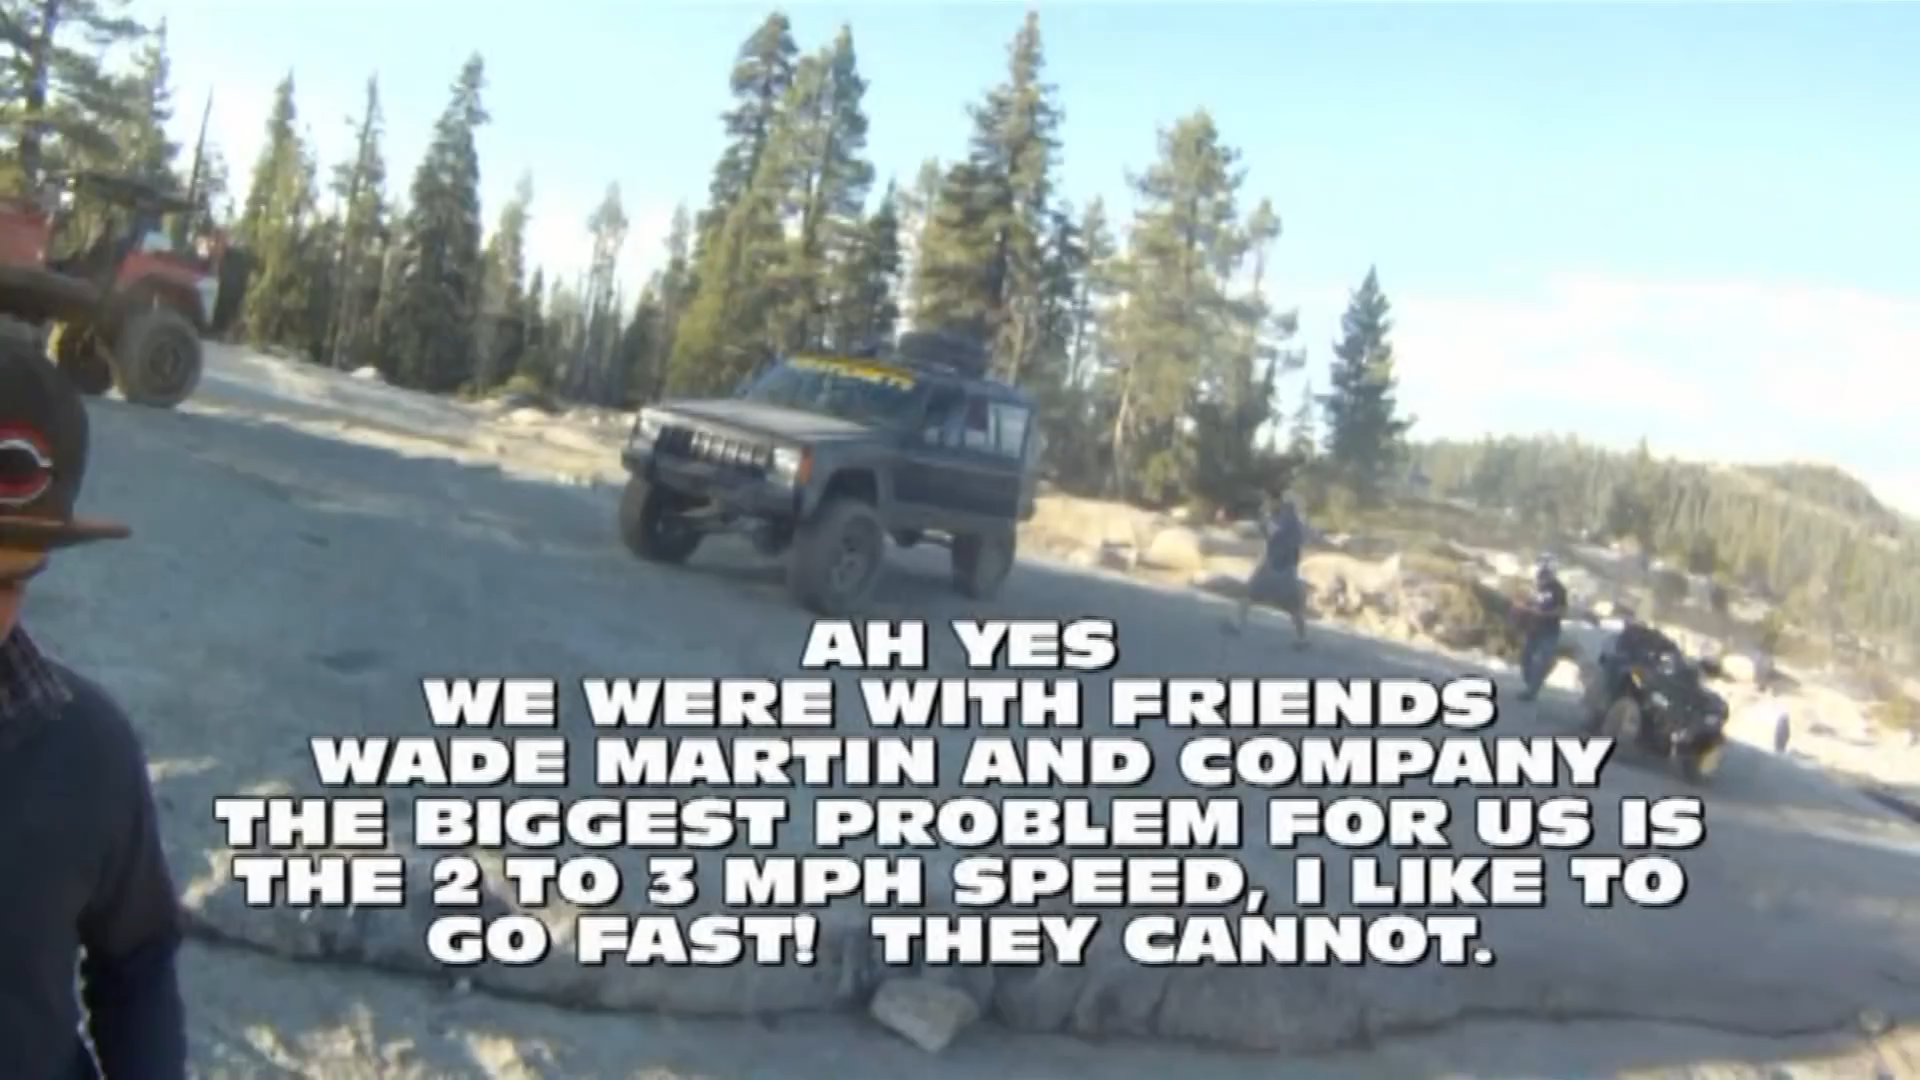 AH YES
WE WERE WITH FRIENDS
WADE MARTIN AND COMPANY
THE BIGGEST PROBLEM FOR US IS
THE 2 TO 3 MPH SPEED, I LIKE TO
GO FAST!  THEY CANNOT.